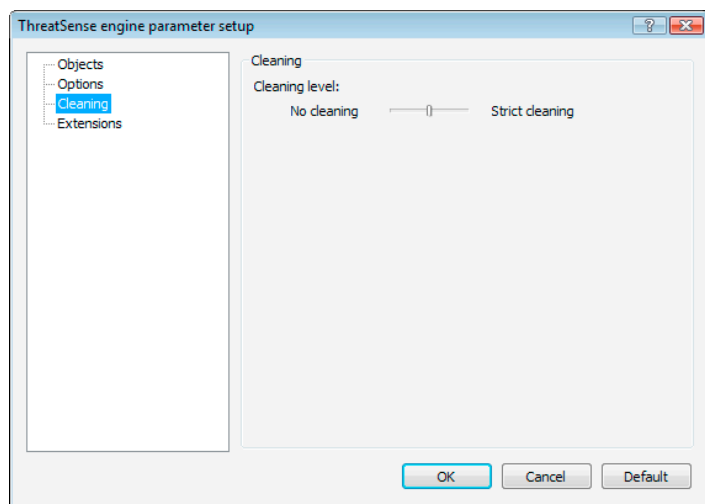 ThreatSense engine parameter setup
Objects
Options
Cleaning
Extensions
Cleaning
Cleaning level:
No cleaning Strict cleaning
OK Cancel Default